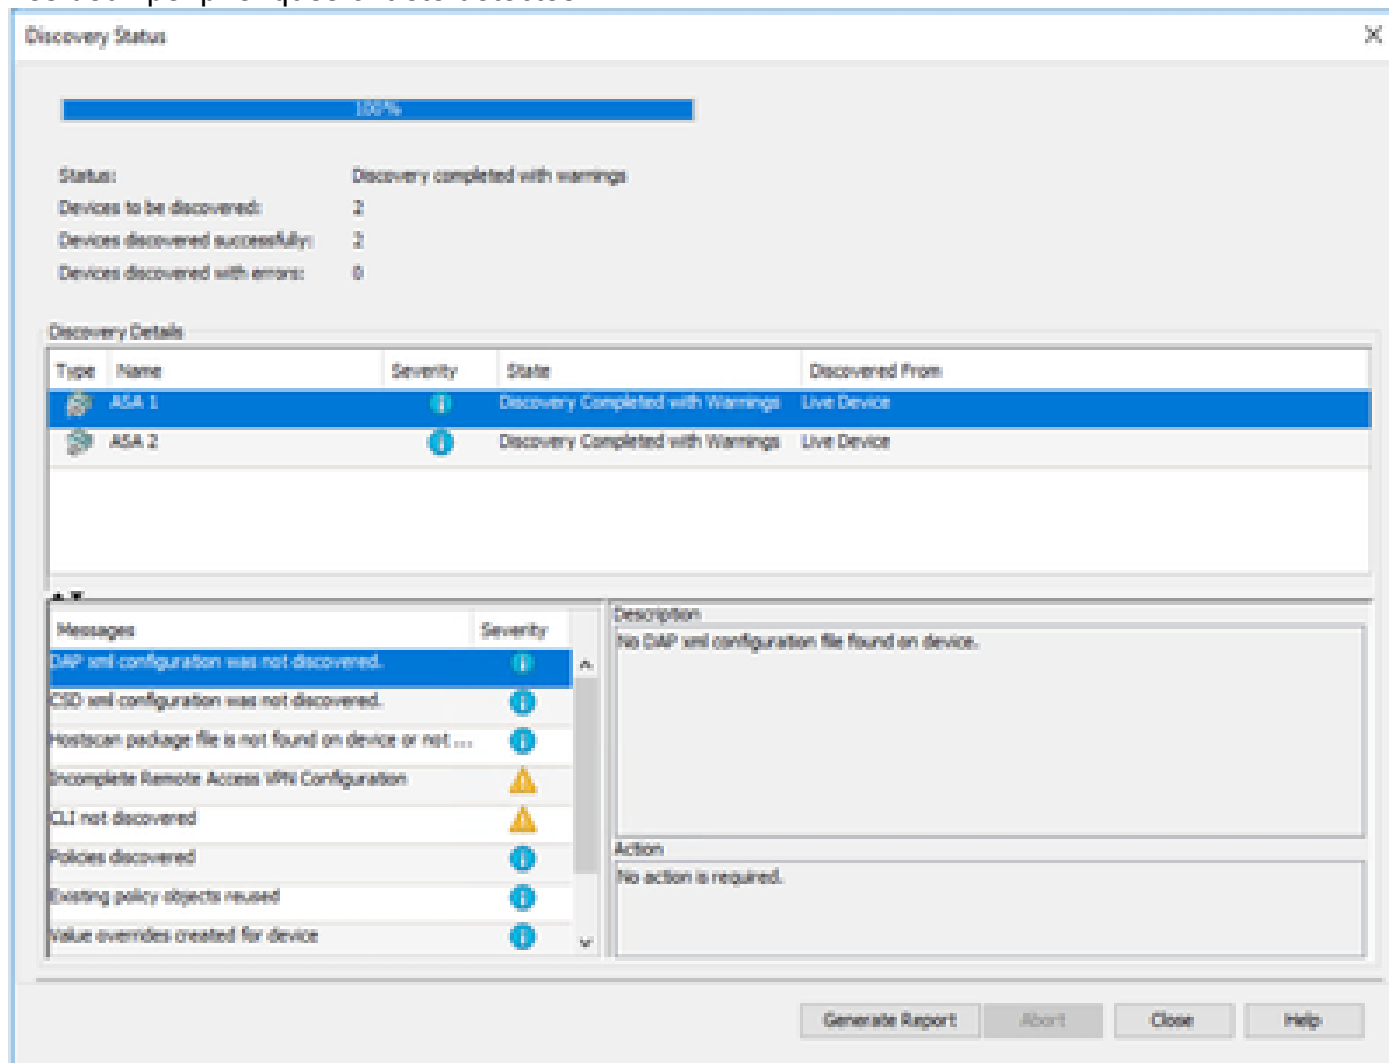 Discovery Status
100%
Status: Discovery completed with warnings
Devices to be discovered: 2
Devices discovered successfully: 2
Devices discovered with errors: 0
Discovery Details
Type Name Severity State Discovered From
ASA 1 Discovery Completed with Warnings Live Device
ASA 2 Discovery Completed with Warnings Live Device
Messages Severity
DAP xml configuration was not discovered.
CSD xml configuration was not discovered.
Hostscan package file is not found on device or not ...
Incomplete Remote Access VPN Configuration
CLI not discovered
Policies discovered
Existing policy objects reused
Value overrides created for device
Description
No DAP xml configuration file found on device.
Action
No action is required.
Generate Report Abort Close Help